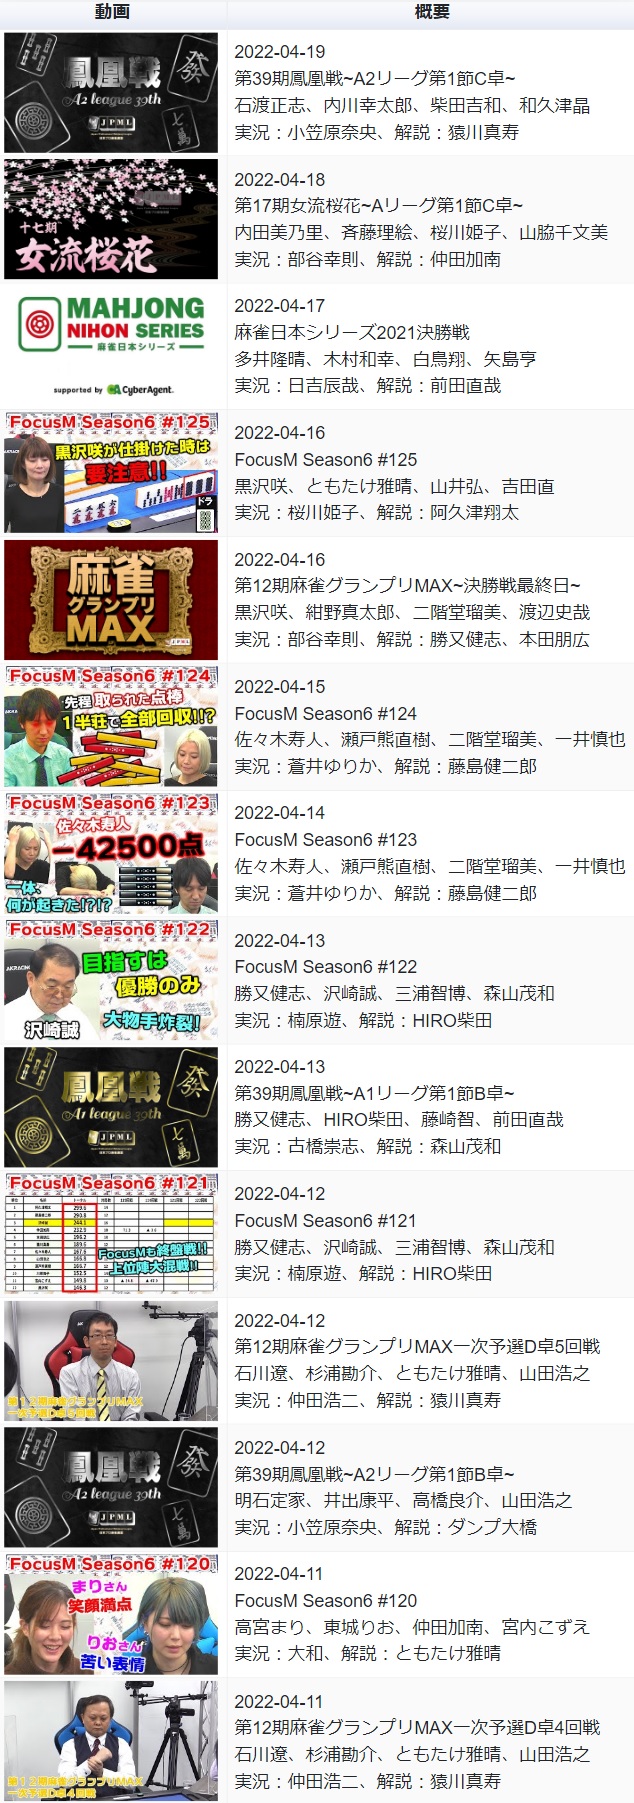 動画 概要
鳳凰戦
A2 league 39th
JPML
2022-04-19
第39期鳳凰戦~A2リーグ第1節C卓~
石渡正志、内川幸太郎、柴田吉和、和久津晶
実況：小笠原奈央、解説：猿川真寿
十七期
女流桜花
2022-04-18
第17期女流桜花~Aリーグ第1節C卓~
内田美乃里、斉藤理絵、桜川姫子、山脇千文美
実況：部谷幸則、解説：仲田加南
MAHJONG
NIHON SERIES
麻雀日本シリーズ
supported by CyberAgent.
2022-04-17
麻雀日本シリーズ2021決勝戦
多井隆晴、木村和幸、白鳥翔、矢島亨
実況：日吉辰哉、解説：前田直哉
FocusM Season6 #125
黒沢咲が仕掛けた時は
要注意!!
ドラ
2022-04-16
FocusM Season6 #125
黒沢咲、ともたけ雅晴、山井弘、吉田直
実況：桜川姫子、解説：阿久津翔太
麻雀
グランプリ
MAX
JPML
2022-04-16
第12期麻雀グランプリMAX~決勝戦最終日~
黒沢咲、紺野真太郎、二階堂瑠美、渡辺史哉
実況：部谷幸則、解説：勝又健志、本田朋広
FocusM Season6 #124
先程取られた点棒
１半荘で全部回収!!?
2022-04-15
FocusM Season6 #124
佐々木寿人、瀬戸熊直樹、二階堂瑠美、一井慎也
実況：蒼井ゆりか、解説：藤島健二郎
FocusM Season6 #123
佐々木寿人
－42500点
一体、
何が起きた!?!?
2022-04-14
FocusM Season6 #123
佐々木寿人、瀬戸熊直樹、二階堂瑠美、一井慎也
実況：蒼井ゆりか、解説：藤島健二郎
FocusM Season6 #122
AKRACING
目指すは
優勝のみ
大物手炸裂!
沢崎誠
2022-04-13
FocusM Season6 #122
勝又健志、沢崎誠、三浦智博、森山茂和
実況：楠原遊、解説：HIRO柴田
鳳凰戦
A1 league 39th
JPML
2022-04-13
第39期鳳凰戦~A1リーグ第1節B卓~
勝又健志、HIRO柴田、藤崎智、前田直哉
実況：古橋崇志、解説：森山茂和
FocusM Season6 #121
FocusMも終盤戦!!
上位陣大混戦!!
2022-04-12
FocusM Season6 #121
勝又健志、沢崎誠、三浦智博、森山茂和
実況：楠原遊、解説：HIRO柴田
第１２期麻雀グランプリMAX
一次予選D卓５回戦
2022-04-12
第12期麻雀グランプリMAX一次予選D卓5回戦
石川遼、杉浦勘介、ともたけ雅晴、山田浩之
実況：仲田浩二、解説：猿川真寿
鳳凰戦
A2 league 39th
JPML
2022-04-12
第39期鳳凰戦~A2リーグ第1節B卓~
明石定家、井出康平、高橋良介、山田浩之
実況：小笠原奈央、解説：ダンプ大橋
FocusM Season6 #120
まりさん
笑顔満点
りおさん
苦い表情
2022-04-11
FocusM Season6 #120
高宮まり、東城りお、仲田加南、宮内こずえ
実況：大和、解説：ともたけ雅晴
第１２期麻雀グランプリMAX
一次予選D卓４回戦
2022-04-11
第12期麻雀グランプリMAX一次予選D卓4回戦
石川遼、杉浦勘介、ともたけ雅晴、山田浩之
実況：仲田浩二、解説：猿川真寿